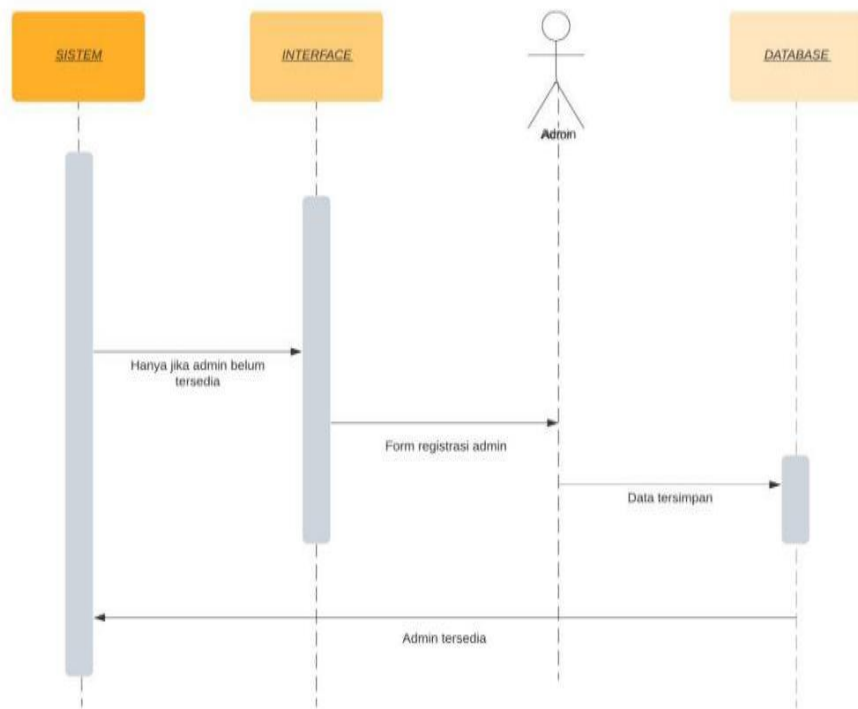 SISTEM
INTERFACE
Admin
DATABASE
Hanya jika admin belum
tersedia
Form registrasi admin
Data tersimpan
Admin tersedia